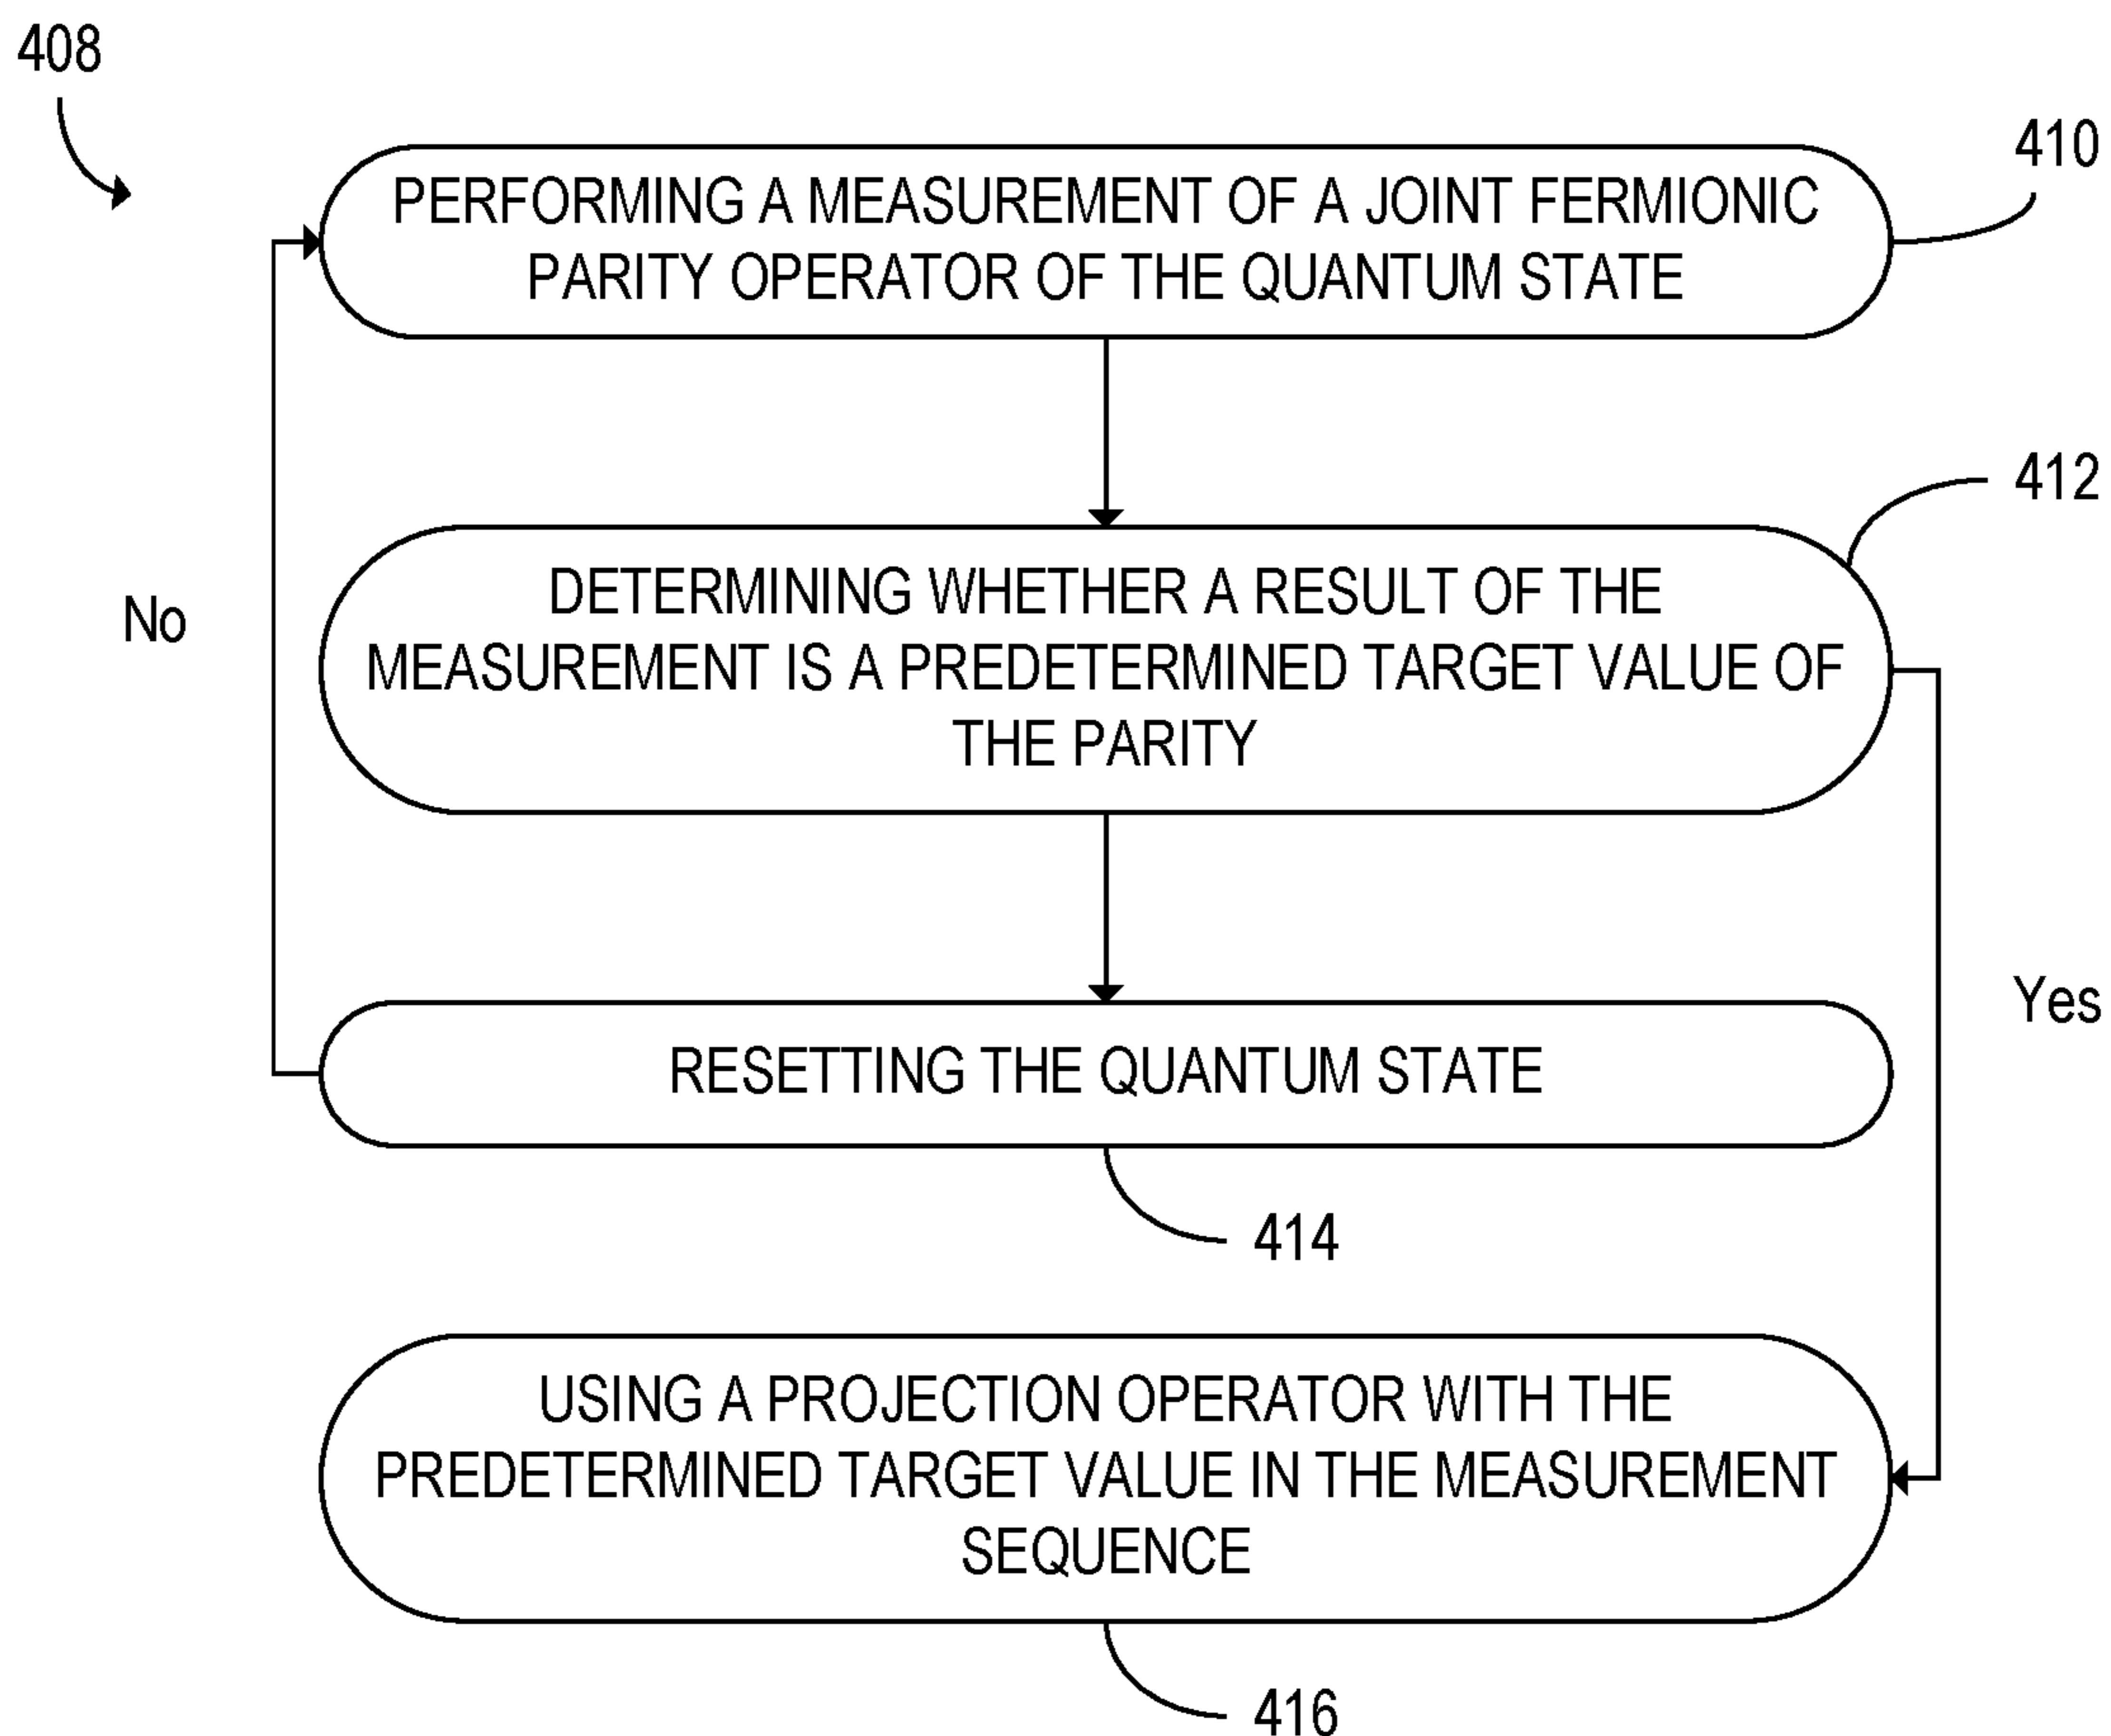 408
410
PERFORMING A MEASUREMENT OF A JOINT FERMIONIC
PARITY OPERATOR OF THE QUANTUM STATE
412
DETERMINING WHETHER A RESULT OF THE
MEASUREMENT IS A PREDETERMINED TARGET VALUE OF
THE PARITY
No
Yes
RESETTING THE QUANTUM STATE
414
USING A PROJECTION OPERATOR WITH THE
PREDETERMINED TARGET VALUE IN THE MEASUREMENT
SEQUENCE
416